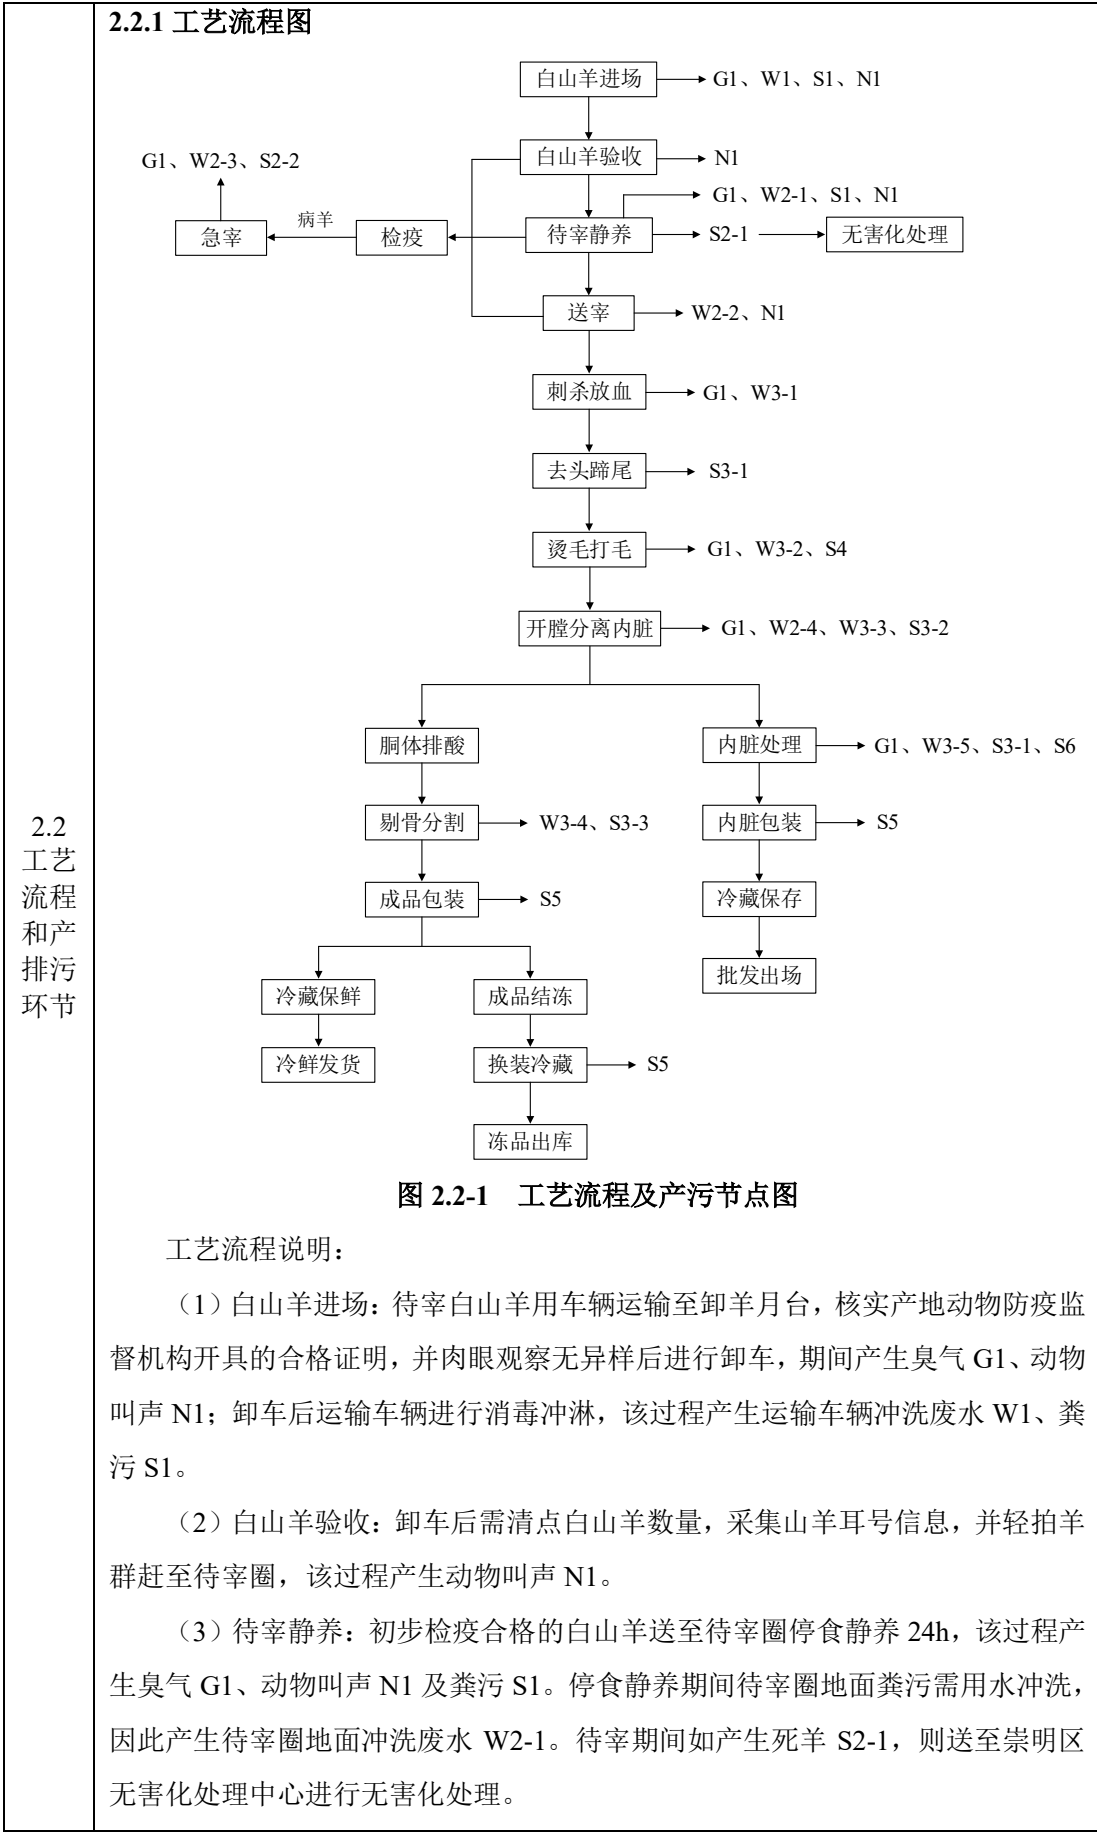 2.2
工艺
流程
和产
排污
环节
2.2.1 工艺流程图
白山羊进场
G1、W1、S1、N1
白山羊验收
N1
G1、W2-3、S2-2
G1、W2-1、S1、N1
急宰
病羊
检疫
待宰静养
S2-1
无害化处理
送宰
W2-2、N1
刺杀放血
G1、W3-1
去头蹄尾
S3-1
烫毛打毛
G1、W3-2、S4
开膛分离内脏
G1、W2-4、W3-3、S3-2
胴体排酸
内脏处理
G1、W3-5、S3-1、S6
剔骨分割
W3-4、S3-3
内脏包装
S5
成品包装
S5
冷藏保存
冷藏保鲜
成品结冻
批发出场
冷鲜发货
换装冷藏
S5
冻品出库
图 2.2-1 工艺流程及产污节点图
工艺流程说明：
（1）白山羊进场：待宰白山羊用车辆运输至卸羊月台，核实产地动物防疫监
督机构开具的合格证明，并肉眼观察无异样后进行卸车，期间产生臭气 G1、动物
叫声 N1；卸车后运输车辆进行消毒冲淋，该过程产生运输车辆冲洗废水 W1、粪
污 S1。
（2）白山羊验收：卸车后需清点白山羊数量，采集山羊耳号信息，并轻拍羊
群赶至待宰圈，该过程产生动物叫声 N1。
（3）待宰静养：初步检疫合格的白山羊送至待宰圈停食静养 24h，该过程产
生臭气 G1、动物叫声 N1 及粪污 S1。停食静养期间待宰圈地面粪污需用水冲洗，
因此产生待宰圈地面冲洗废水 W2-1。待宰期间如产生死羊 S2-1，则送至崇明区
无害化处理中心进行无害化处理。